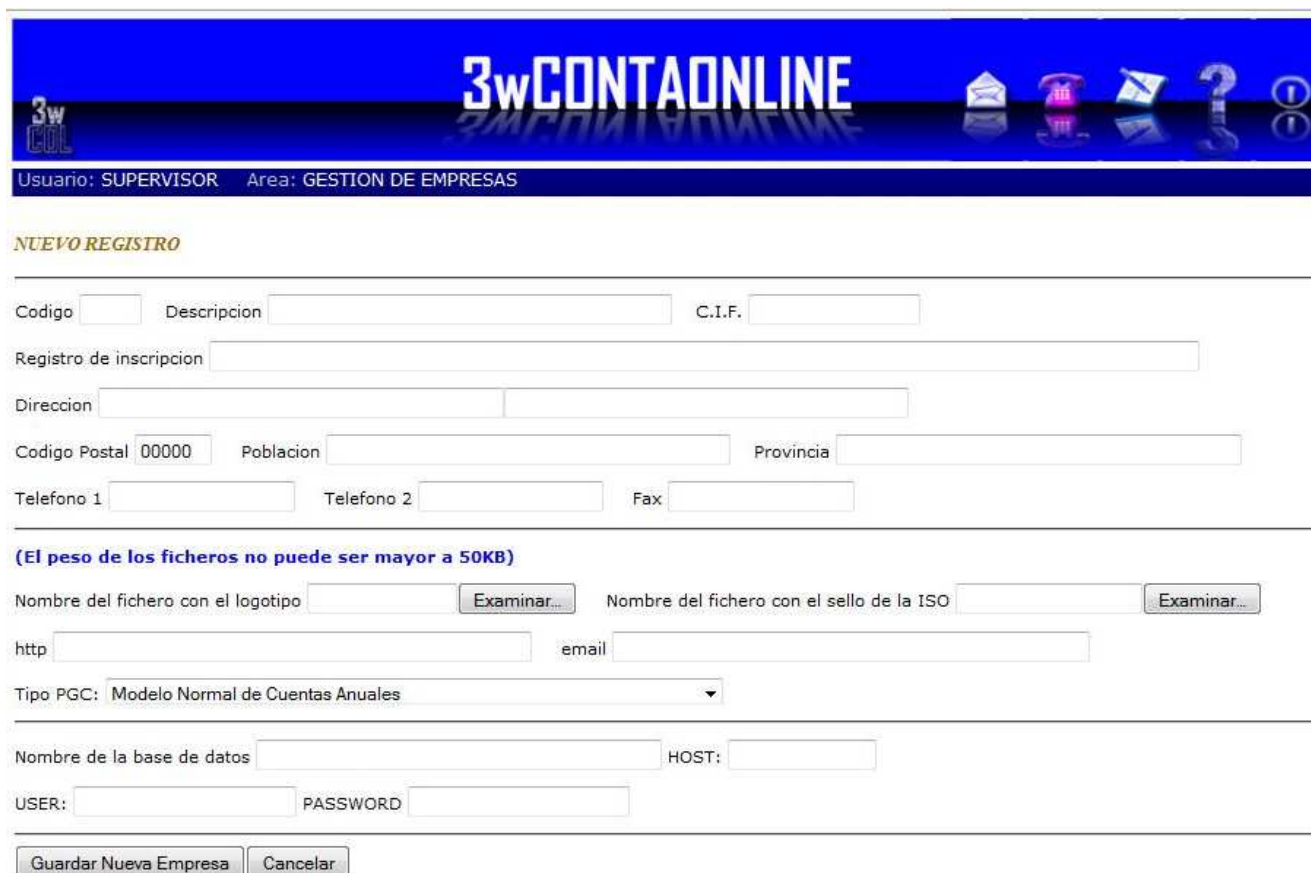 3wCONTAONLINE
3w
COL
Usuario: SUPERVISOR Area: GESTION DE EMPRESAS
NUEVO REGISTRO
Codigo Descripcion C.I.F.
Registro de inscripcion
Direccion
Codigo Postal 00000 Poblacion Provincia
Telefono 1 Telefono 2 Fax
(El peso de los ficheros no puede ser mayor a 50KB)
Nombre del fichero con el logotipo Examinar... Nombre del fichero con el sello de la ISO Examinar...
http email
Tipo PGC: Modelo Normal de Cuentas Anuales
Nombre de la base de datos HOST:
USER: PASSWORD
Guardar Nueva Empresa Cancelar